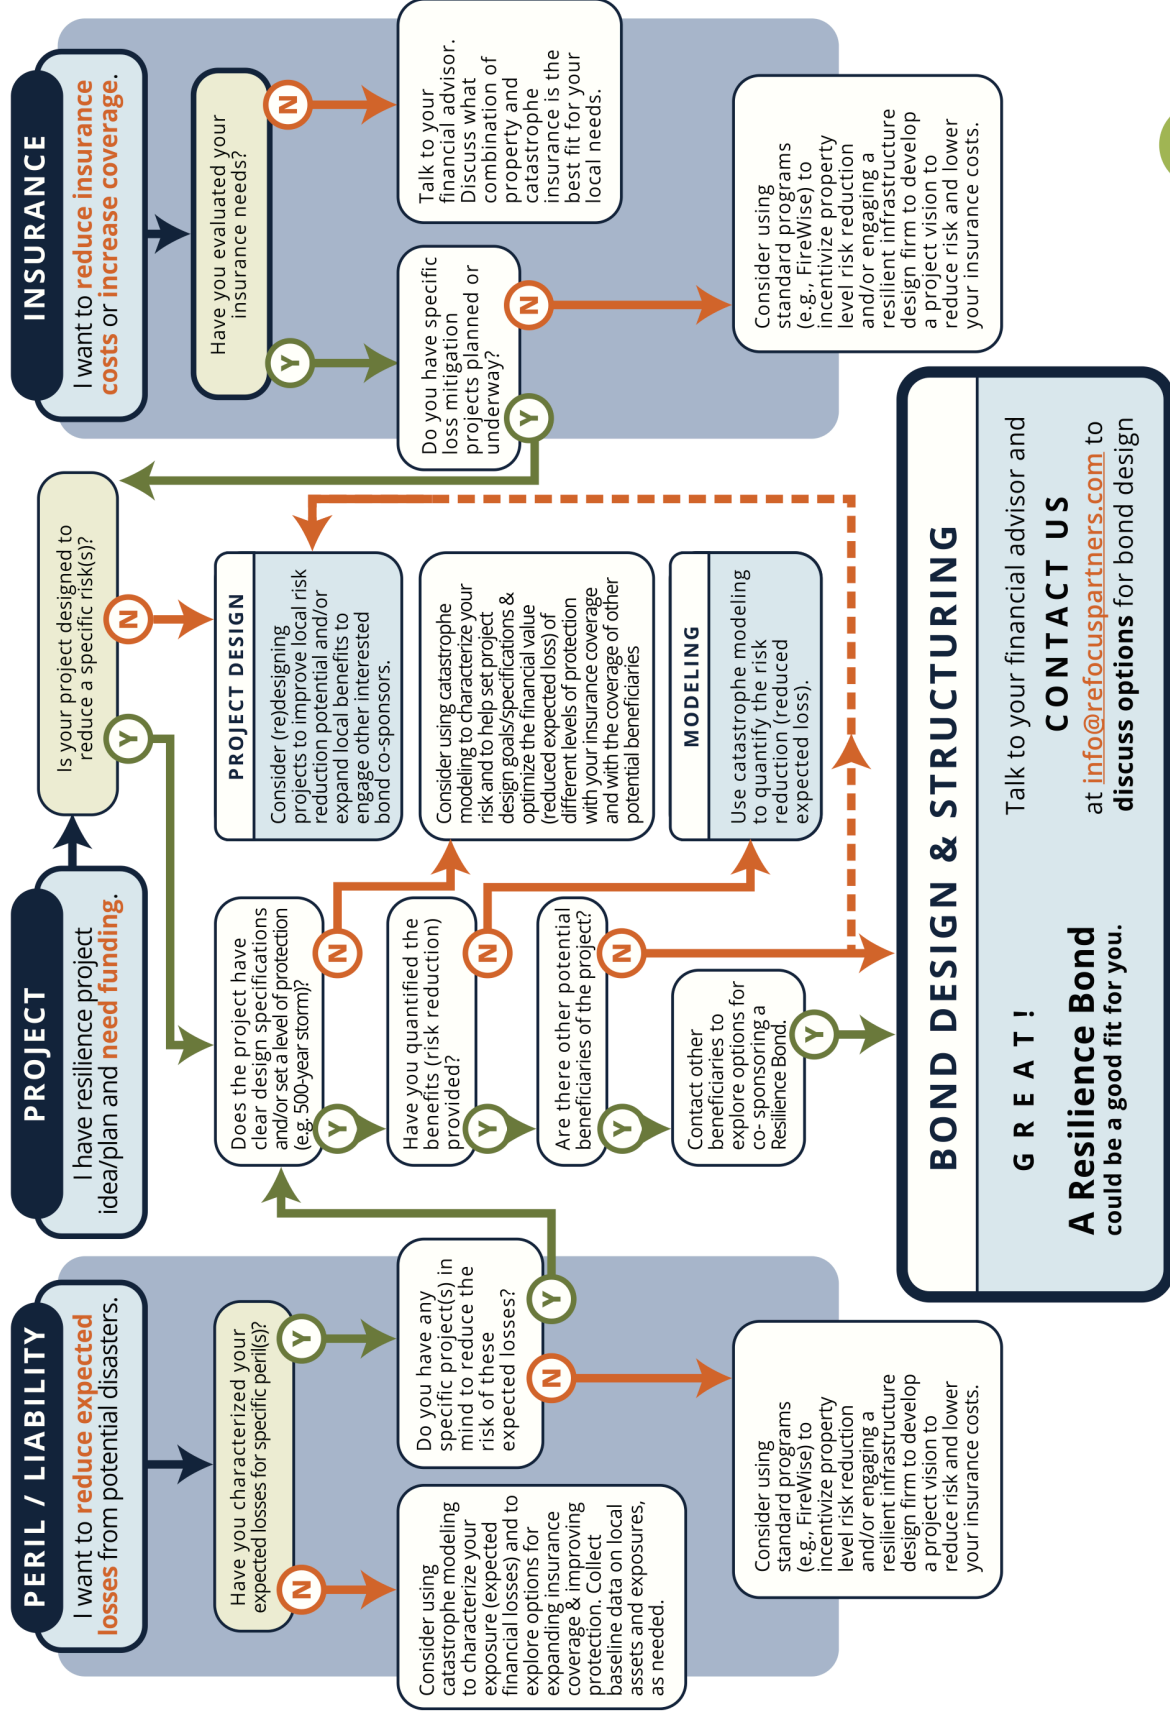 PERIL / LIABILITY
I want to reduce expected
losses from potential disasters.
Have you characterized your
expected losses for specific peril(s)?
N
Y
Consider using
catastrophe modeling
to characterize your
exposure (expected
financial losses) and to
explore options for
expanding insurance
coverage & improving
protection. Collect
baseline data on local
assets and exposures,
as needed.
Do you have any
specific project(s) in
mind to reduce the
risk of these
expected losses?
N
Y
Consider using
standard programs
(e.g., FireWise) to
incentivize property
level risk reduction
and/or engaging a
resilient infrastructure
design firm to develop
a project vision to
reduce risk and lower
your insurance costs.
PROJECT
I have resilience project
idea/plan and need funding.
Is your project designed to
reduce a specific risk(s)?
Y
N
Does the project have
clear design specifications
and/or set a level of protection
(e.g. 500-year storm)?
Y
N
Have you quantified the
benefits (risk reduction)
provided?
Y
N
Are there other potential
beneficiaries of the project?
Y
N
Contact other
beneficiaries to
explore options for
co- sponsoring a
Resilience Bond.
Y
PROJECT DESIGN
Consider (re)designing
projects to improve local risk
reduction potential and/or
expand local benefits to
engage other interested
bond co-sponsors.
Consider using catastrophe
modeling to characterize your
risk and to help set project
design goals/specifications &
optimize the financial value
(reduced expected loss) of
different levels of protection
with your insurance coverage
and with the coverage of other
potential beneficiaries
MODELING
Use catastrophe modeling
to quantify the risk
reduction (reduced
expected loss).
INSURANCE
I want to reduce insurance
costs or increase coverage.
Have you evaluated your
insurance needs?
Y
N
Do you have specific
loss mitigation
projects planned or
underway?
Y
N
Talk to your
financial advisor.
Discuss what
combination of
property and
catastrophe
insurance is the
best fit for your
local needs.
Consider using
standard programs
(e.g., FireWise) to
incentivize property
level risk reduction
and/or engaging a
resilient infrastructure
design firm to develop
a project vision to
reduce risk and lower
your insurance costs.
BOND DESIGN & STRUCTURING
GREAT!
A Resilience Bond
could be a good fit for you.
Talk to your financial advisor and
CONTACT US
at info@refocuspartners.com to
discuss options for bond design